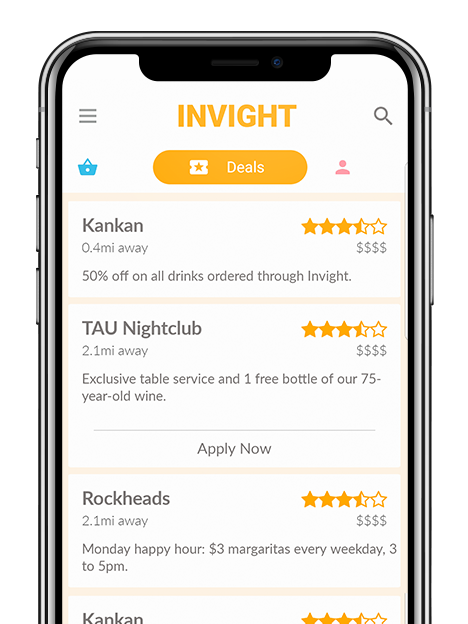 INVIGHT
Deals
Kankan
0.4mi away $$$$
50% off on all drinks ordered through Invight.
TAU Nightclub
2.1mi away $$$$
Exclusive table service and 1 free bottle of our 75-
year-old wine.
Apply Now
Rockheads
2.1mi away $$$$
Monday happy hour: $3 margaritas every weekday, 3
to 5pm.
Kankan